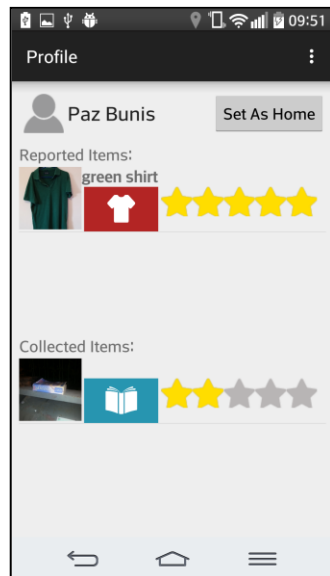 09:51
Profile
Paz Bunis
Set As Home
Reported Items:
green shirt
Collected Items: